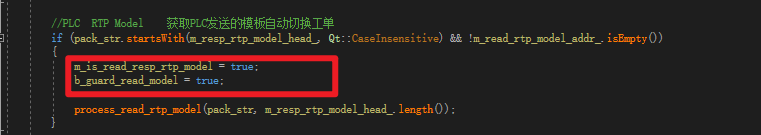 //PLC  RTP Model    获取PLC发送的模板自动切换工单
if (pack_str.startsWith(m_resp_rtp_model_head_, Qt::CaseInsensitive) && !m_read_rtp_model_addr_.isEmpty())
{
m_is_read_resp_rtp_model = true;
b_guard_read_model = true;
process_read_rtp_model(pack_str, m_resp_rtp_model_head_.length());
}